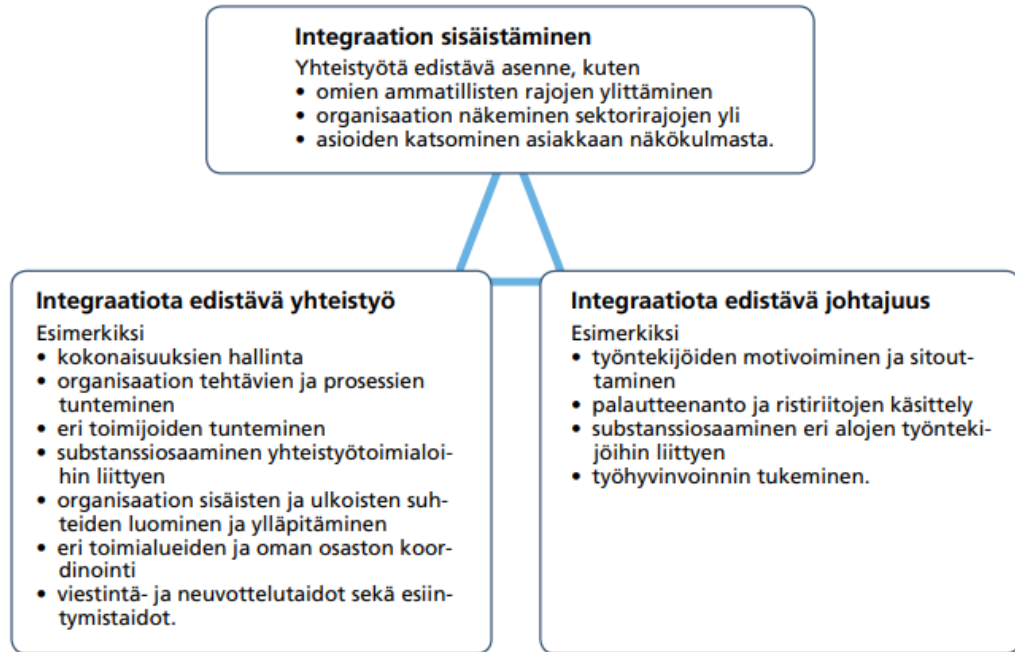 Integraation sisäistäminen
Yhteistyötä edistävä asenne, kuten
• omien ammatillisten rajojen ylittäminen
• organisaation näkeminen sektorirajojen yli
• asioiden katsominen asiakkaan näkökulmasta.
Integraatiota edistävä yhteistyö
Esimerkiksi
• kokonaisuuksien hallinta
• organisaation tehtävien ja prosessien
tunteminen
• eri toimijoiden tunteminen
• substanssiosaaminen yhteistyötoimialoi-
hin liittyen
• organisaation sisäisten ja ulkoisten suh-
teiden luominen ja ylläpitäminen
• eri toimialueiden ja oman osaston koor-
dinointi
• viestintä- ja neuvottelutaidot sekä esiin-
tymistaidot.
Integraatiota edistävä johtajuus
Esimerkiksi
• työntekijöiden motivoiminen ja sitout-
taminen
• palautteenanto ja ristiriitojen käsittely
• substanssiosaaminen eri alojen työnteki-
jöihin liittyen
• työhyvinvoinnin tukeminen.